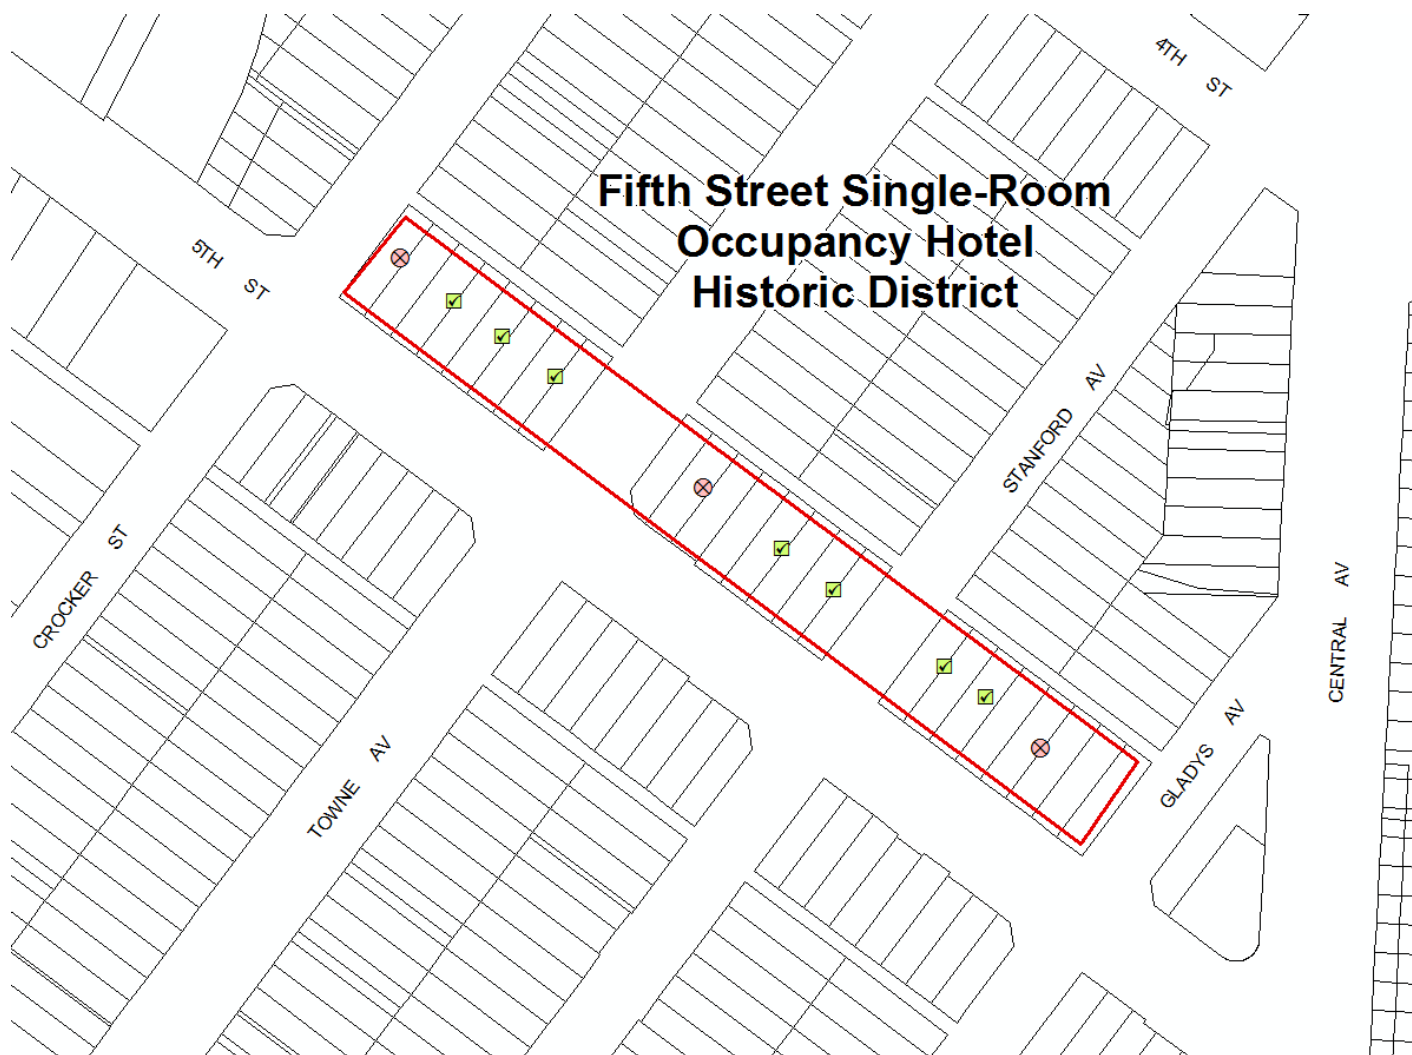 4TH ST
Fifth Street Single-Room
Occupancy Hotel
Historic District
5TH ST
STANFORD AV
CROCKER ST
CENTRAL AV
TOWNE AV
GLADYS AV